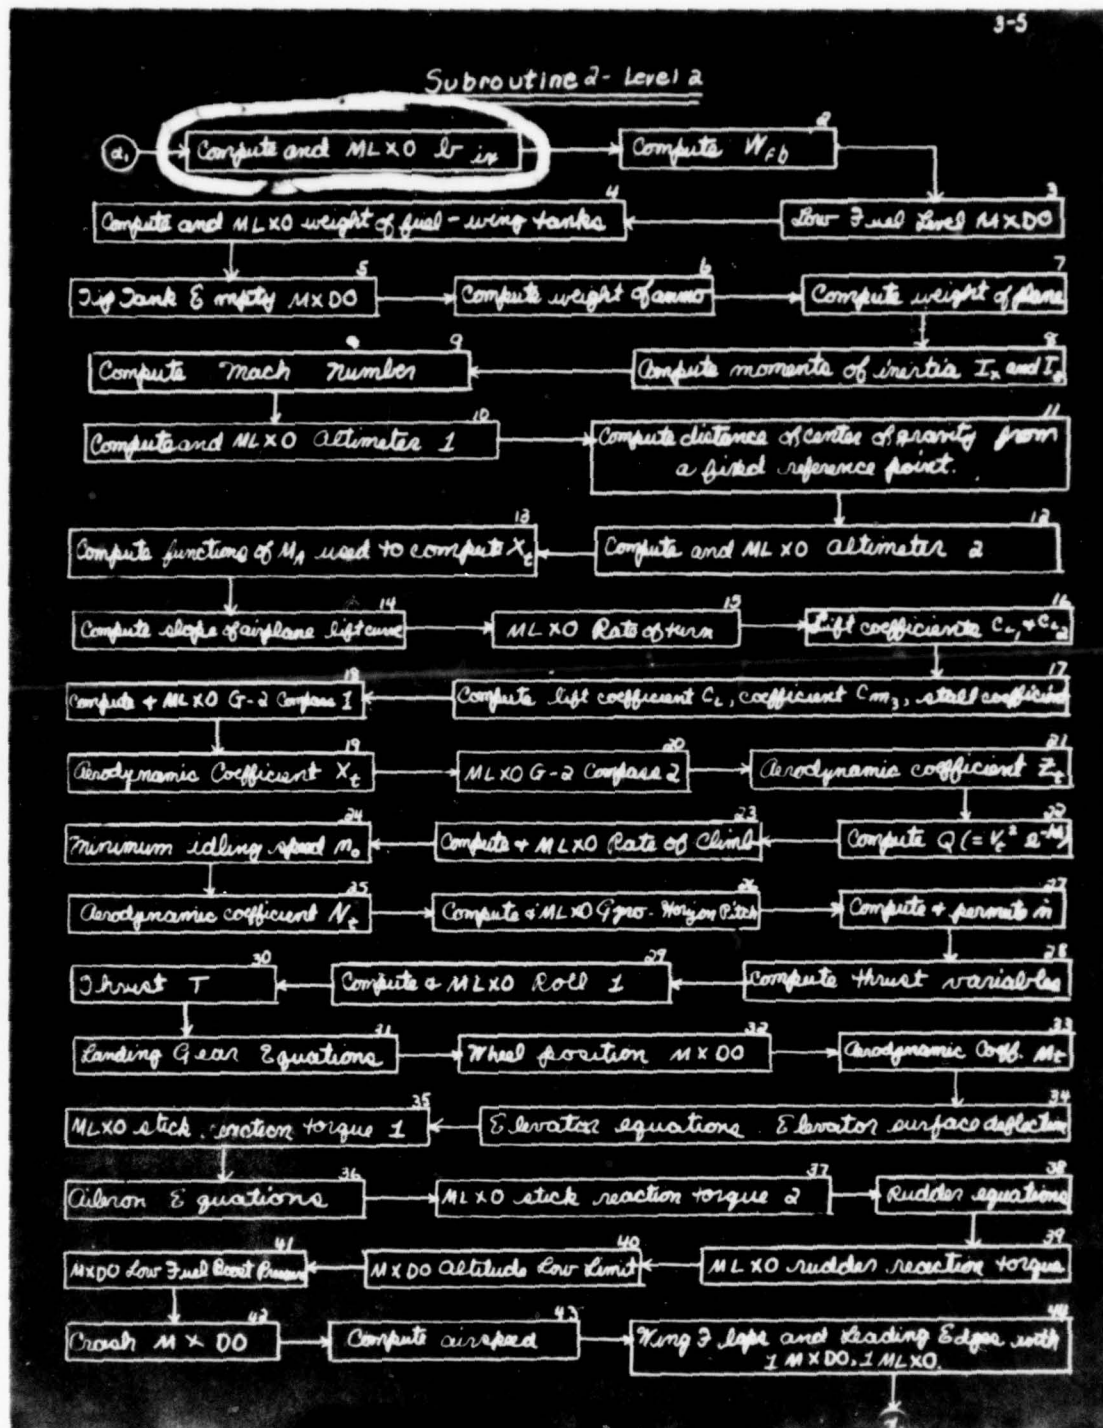 3-5
Subroutine 2 - Level 2
2,
Compute and MLXO b in
2
Compute W_fb
3
Low Fuel Level MXDO
4
Compute and MLXO weight of fuel - wing tanks
5
Tip Tank Empty MXDO
6
Compute weight of ammo
7
Compute weight of plane
8
Compute moments of inertia I_x and I_z
9
Compute Mach Number
10
Compute and MLXO Altimeter 1
11
Compute distance of center of gravity from
a fixed reference point.
12
Compute and MLXO Altimeter 2
13
Compute functions of M_A used to compute X_t
14
Compute slope of airplane lift curve
15
MLXO Rate of turn
16
Lift coefficients C_L1 + C_L2
17
Compute lift coefficient C_L, coefficient C_m3, stall coefficient
18
Compute + MLXO G-2 Compass 1
19
Aerodynamic Coefficient X_t
20
MLXO G-2 Compass 2
21
Aerodynamic coefficient Z_t
22
Compute Q (= V_t^2
23
Compute + MLXO Rate of Climb
24
Minimum idling speed n_o
25
Aerodynamic coefficient N_t
26
Compute + MLXO Gyro-Horizon Pitch
27
Compute + permute ṅ
28
Compute thrust variables
29
Compute + MLXO Roll 1
30
Thrust T
31
Landing Gear Equations
32
Wheel position MXDO
33
Aerodynamic Coeff. M_t
34
Elevator equations. Elevator surface deflection
35
MLXO stick torque 1
36
Aileron Equations
37
MLXO stick reaction torque 2
38
Rudder equations
39
MLXO rudder reaction torque
40
MXDO Altitude Low Limit
41
MXDO Low Fuel Boost
42
Crash MXDO
43
Compute airspeed
44
Wing Flaps and Leading Edges with
1 MXDO, 1 MLXO.